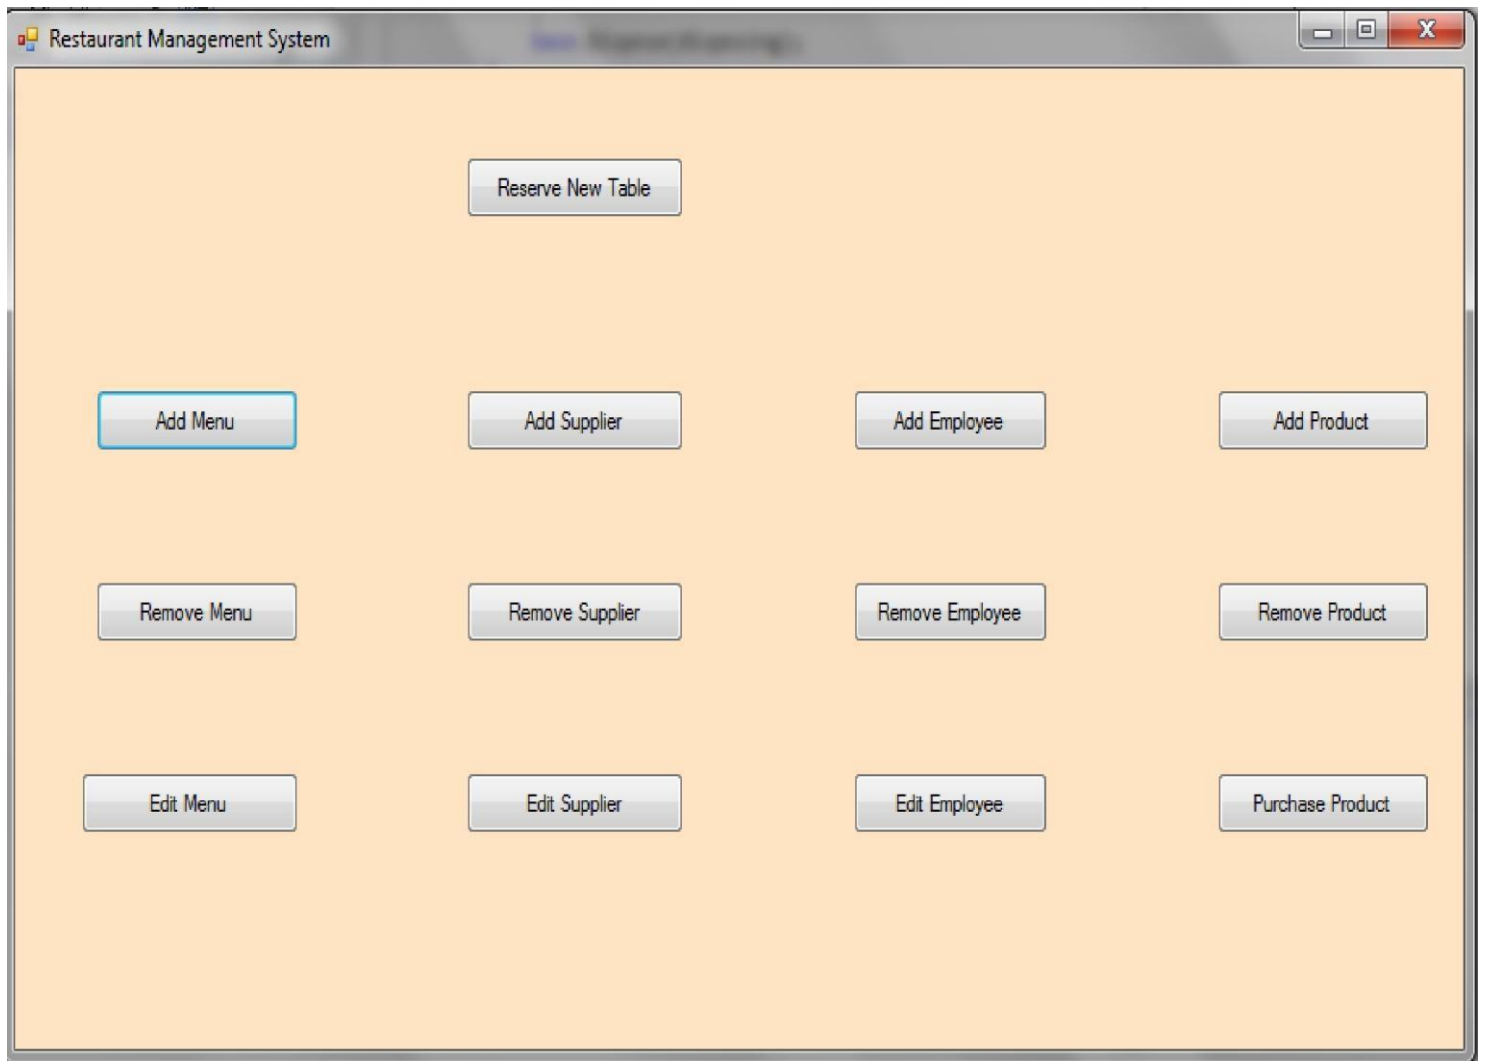 Restaurant Management System
Reserve New Table
Add Menu
Add Supplier
Add Employee
Add Product
Remove Menu
Remove Supplier
Remove Employee
Remove Product
Edit Menu
Edit Supplier
Edit Employee
Purchase Product